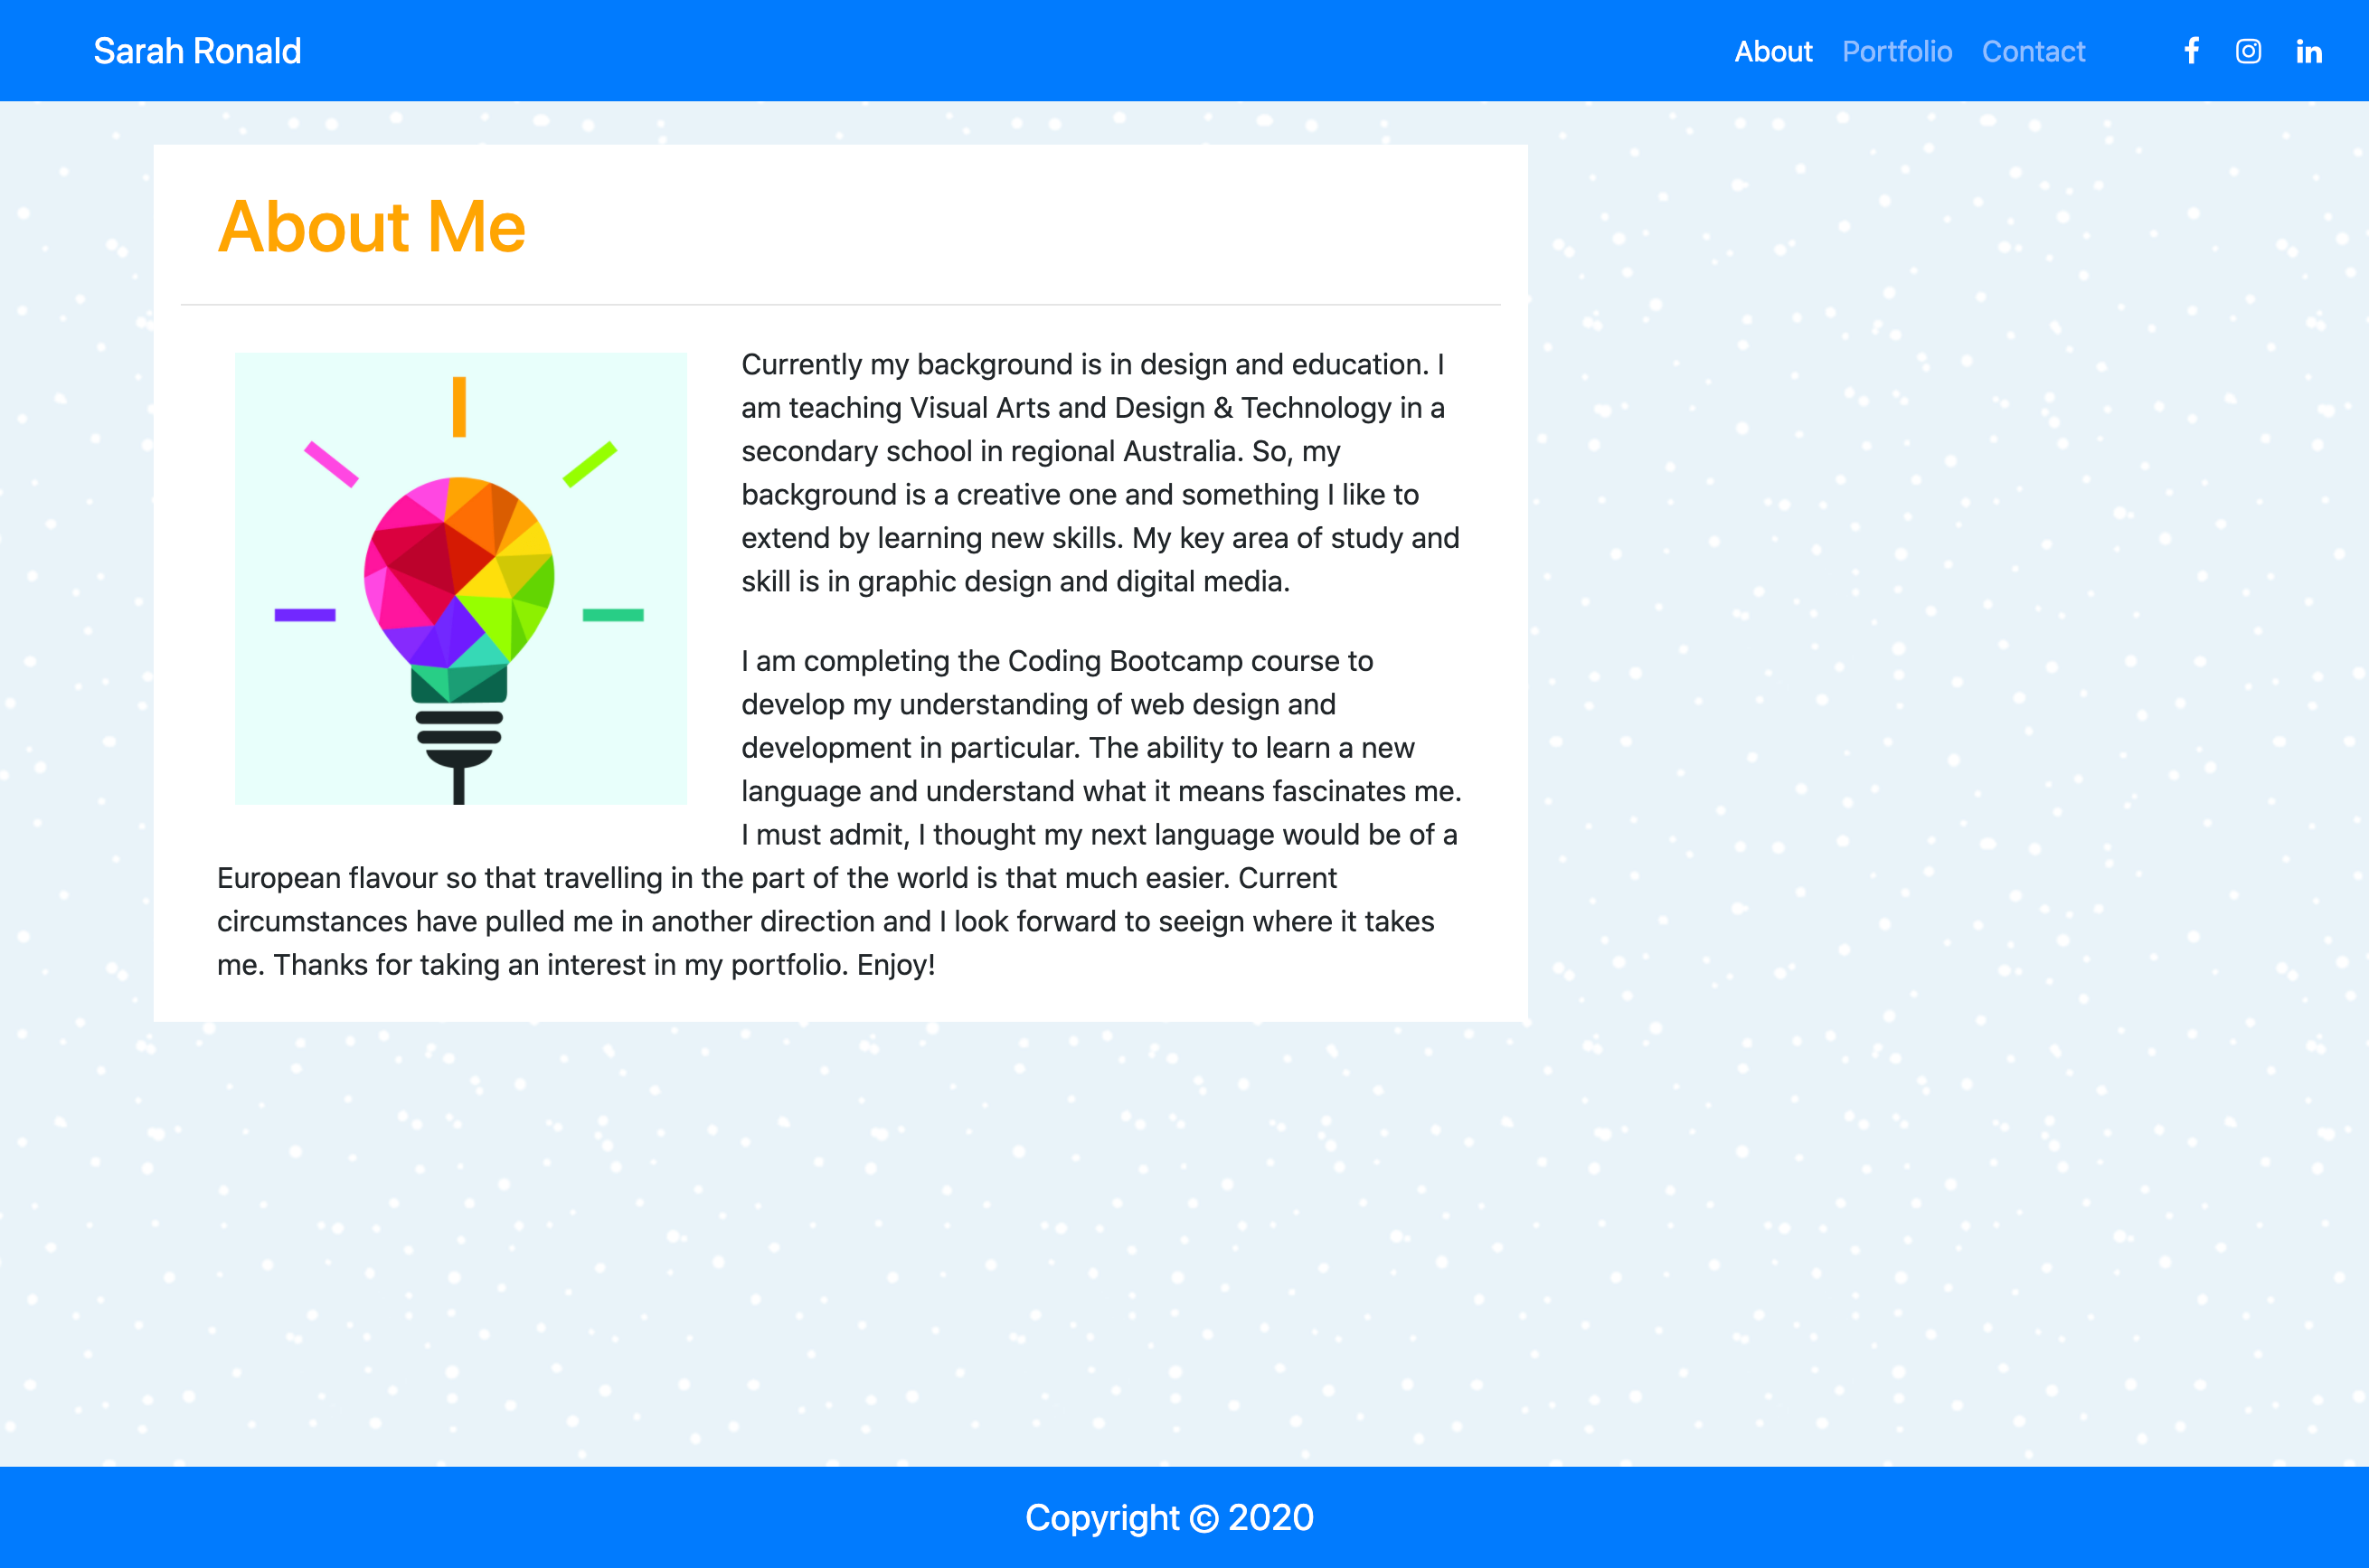 Sarah Ronald
About Portfolio Contact
About Me
Currently my background is in design and education. I
am teaching Visual Arts and Design & Technology in a
secondary school in regional Australia. So, my
background is a creative one and something I like to
extend by learning new skills. My key area of study and
skill is in graphic design and digital media.
I am completing the Coding Bootcamp course to
develop my understanding of web design and
development in particular. The ability to learn a new
language and understand what it means fascinates me.
I must admit, I thought my next language would be of a
European flavour so that travelling in the part of the world is that much easier. Current
circumstances have pulled me in another direction and I look forward to seeign where it takes
me. Thanks for taking an interest in my portfolio. Enjoy!
Copyright © 2020